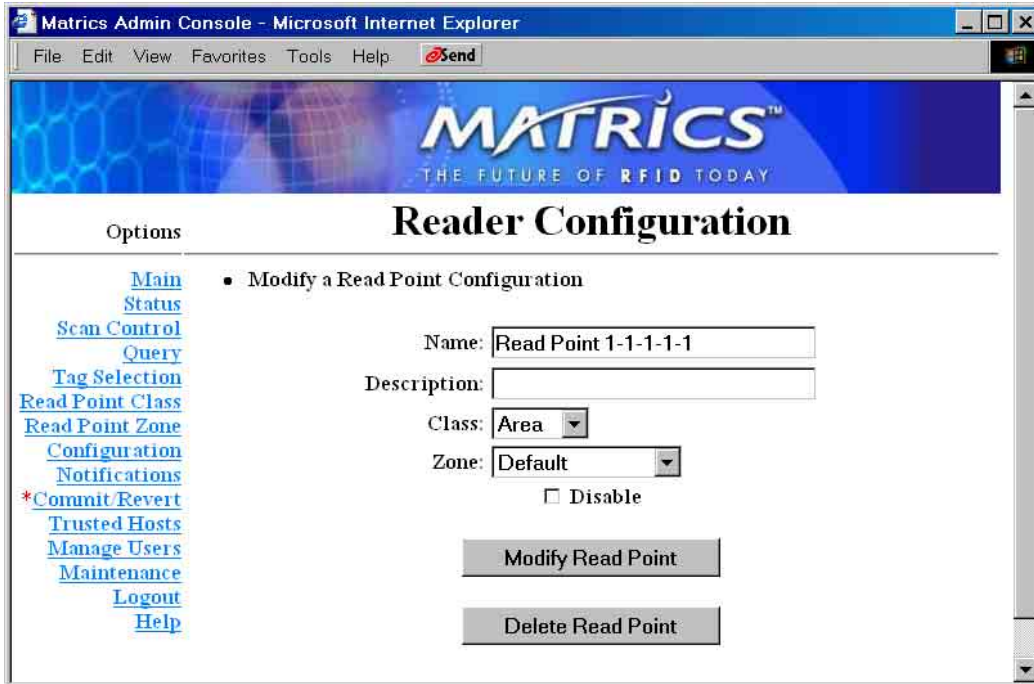 Matrics Admin Console - Microsoft Internet Explorer
File Edit View Favorites Tools Help eSend
MATRICS™
THE FUTURE OF RFID TODAY
Options
Reader Configuration
Main
Status
Scan Control
Query
Tag Selection
Read Point Class
Read Point Zone
Configuration
Notifications
*Commit/Revert
Trusted Hosts
Manage Users
Maintenance
Logout
Help
• Modify a Read Point Configuration
Name: Read Point 1-1-1-1-1
Description:
Class: Area
Zone: Default
Disable
Modify Read Point
Delete Read Point